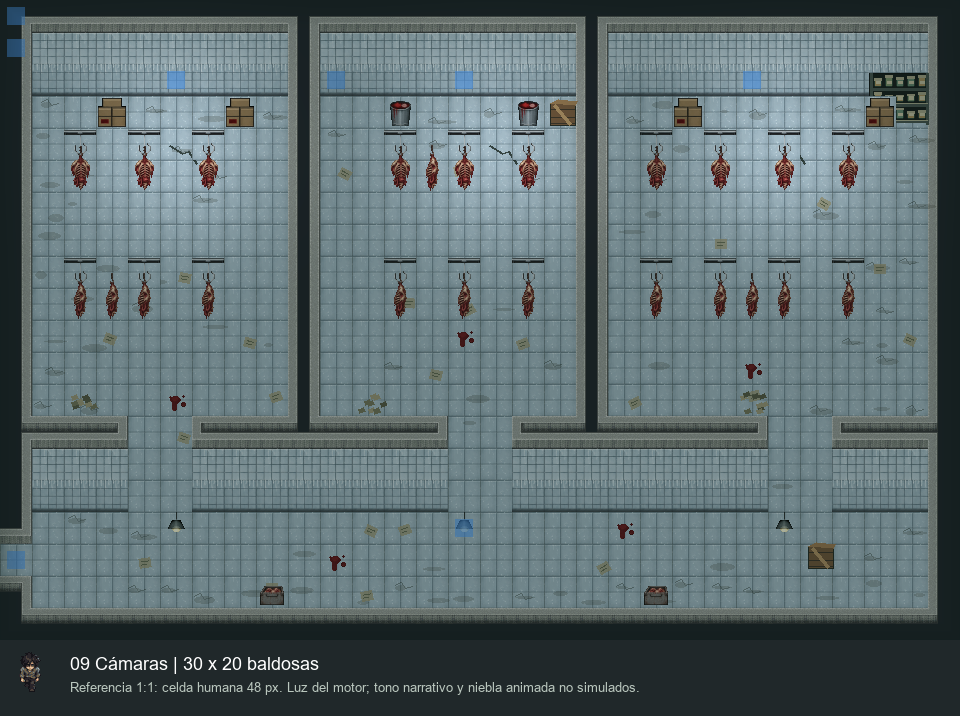 09 Cámaras | 30 x 20 baldosas
Referencia 1:1: celda humana 48 px. Luz del motor; tono narrativo y niebla animada no simulados.